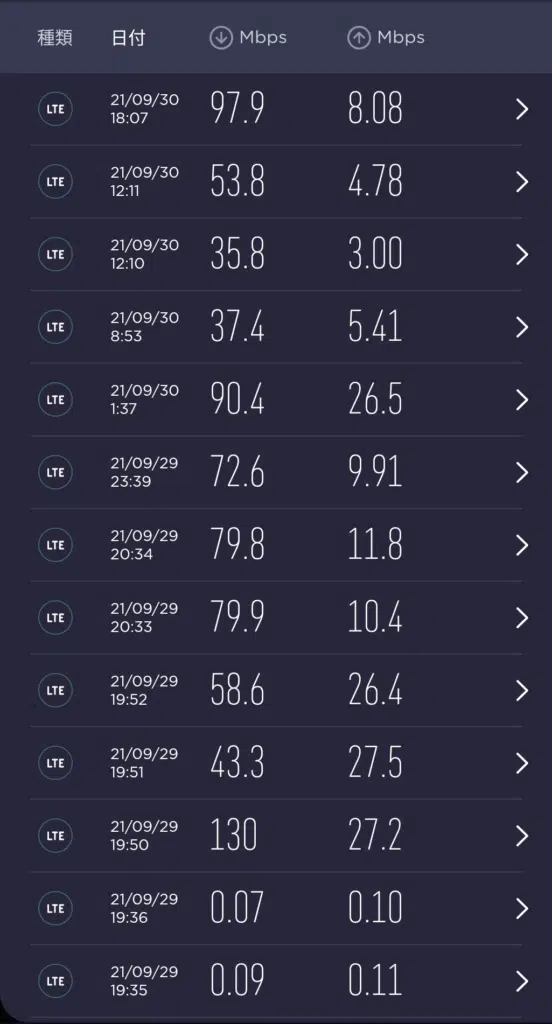 種類 日付 Mbps Mbps
LTE 21/09/30 18:07 97.9 8.08
LTE 21/09/30 12:11 53.8 4.78
LTE 21/09/30 12:10 35.8 3.00
LTE 21/09/30 8:53 37.4 5.41
LTE 21/09/30 1:37 90.4 26.5
LTE 21/09/29 23:39 72.6 9.91
LTE 21/09/29 20:34 79.8 11.8
LTE 21/09/29 20:33 79.9 10.4
LTE 21/09/29 19:52 58.6 26.4
LTE 21/09/29 19:51 43.3 27.5
LTE 21/09/29 19:50 130 27.2
LTE 21/09/29 19:36 0.07 0.10
LTE 21/09/29 19:35 0.09 0.11